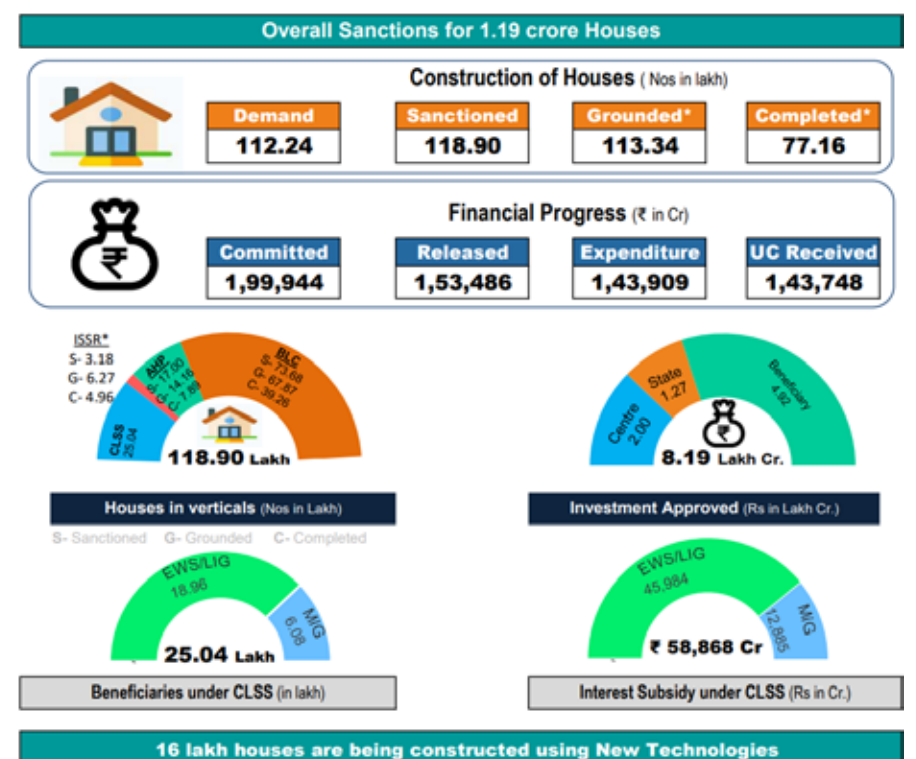 Overall Sanctions for 1.19 crore Houses
Construction of Houses ( Nos in lakh)
Demand Sanctioned Grounded* Completed*
112.24 118.90 113.34 77.16
Financial Progress (₹ in Cr)
Committed Released Expenditure UC Received
1,99,944 1,53,486 1,43,909 1,43,748
ISSR*
S- 3.18
G- 6.27
C- 4.96
CLSS
25.04
AHP
S- 17.00
G- 14.16
C- 7.89
BLC
S- 73.68
G- 67.87
C- 39.26
118.90 Lakh
Houses in verticals (Nos in Lakh)
S- Sanctioned G- Grounded C- Completed
Centre
2.00
State
1.27
Beneficiary
4.92
₹
8.19 Lakh Cr.
Investment Approved (Rs in Lakh Cr.)
EWS/LIG
18.96
MIG
6.08
25.04 Lakh
Beneficiaries under CLSS (in lakh)
EWS/LIG
45,984
MIG
12,885
₹ 58,868 Cr
Interest Subsidy under CLSS (Rs in Cr.)
16 lakh houses are being constructed using New Technologies